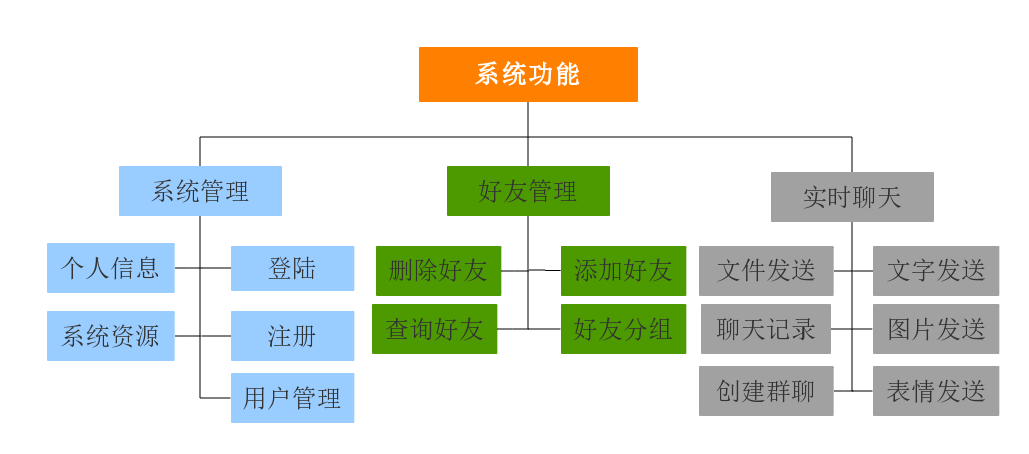 系统功能
系统管理
好友管理
实时聊天
个人信息
登陆
删除好友
添加好友
文件发送
文字发送
系统资源
注册
查询好友
好友分组
聊天记录
图片发送
用户管理
创建群聊
表情发送